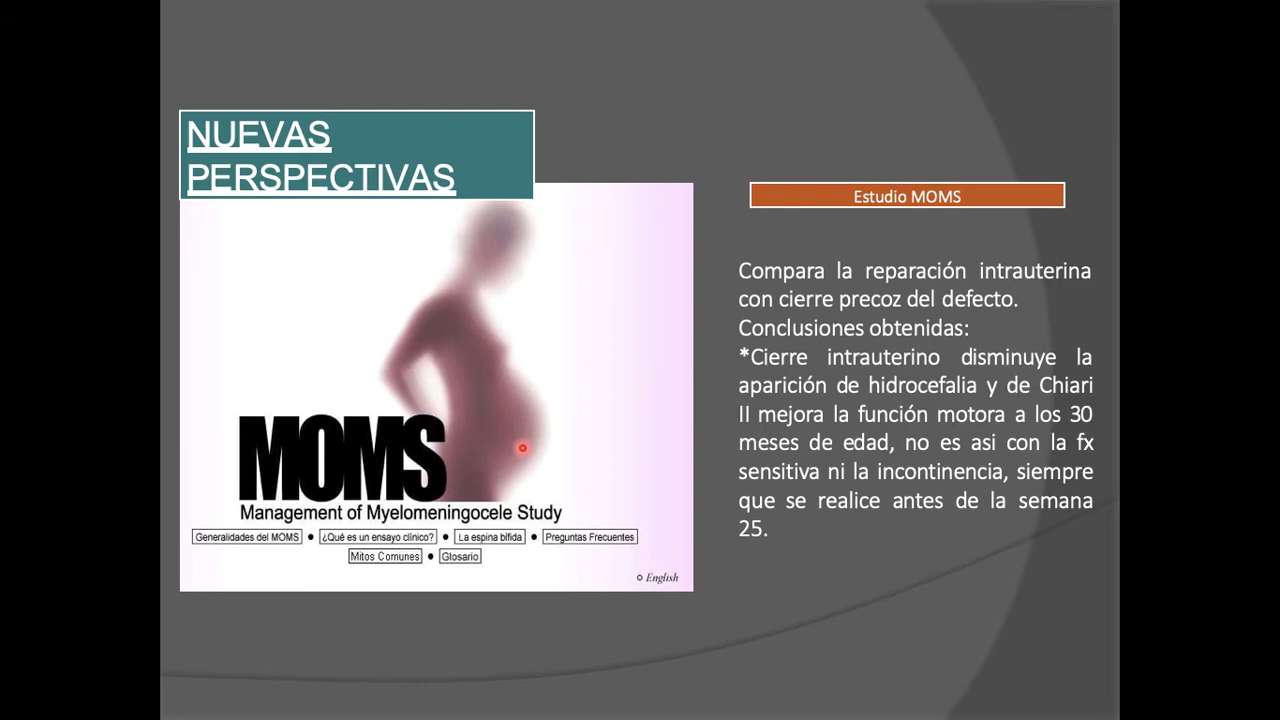 NUEVAS
PERSPECTIVAS
MOMS
Management of Myelomeningocele Study
Generalidades del MOMS • ¿Qué es un ensayo clínico? • La espina bífida • Preguntas Frecuentes
Mitos Comunes • Glosario
English
Estudio MOMS
Compara la reparación intrauterina
con cierre precoz del defecto.
Conclusiones obtenidas:
*Cierre intrauterino disminuye la
aparición de hidrocefalia y de Chiari
II mejora la función motora a los 30
meses de edad, no es asi con la fx
sensitiva ni la incontinencia, siempre
que se realice antes de la semana
25.